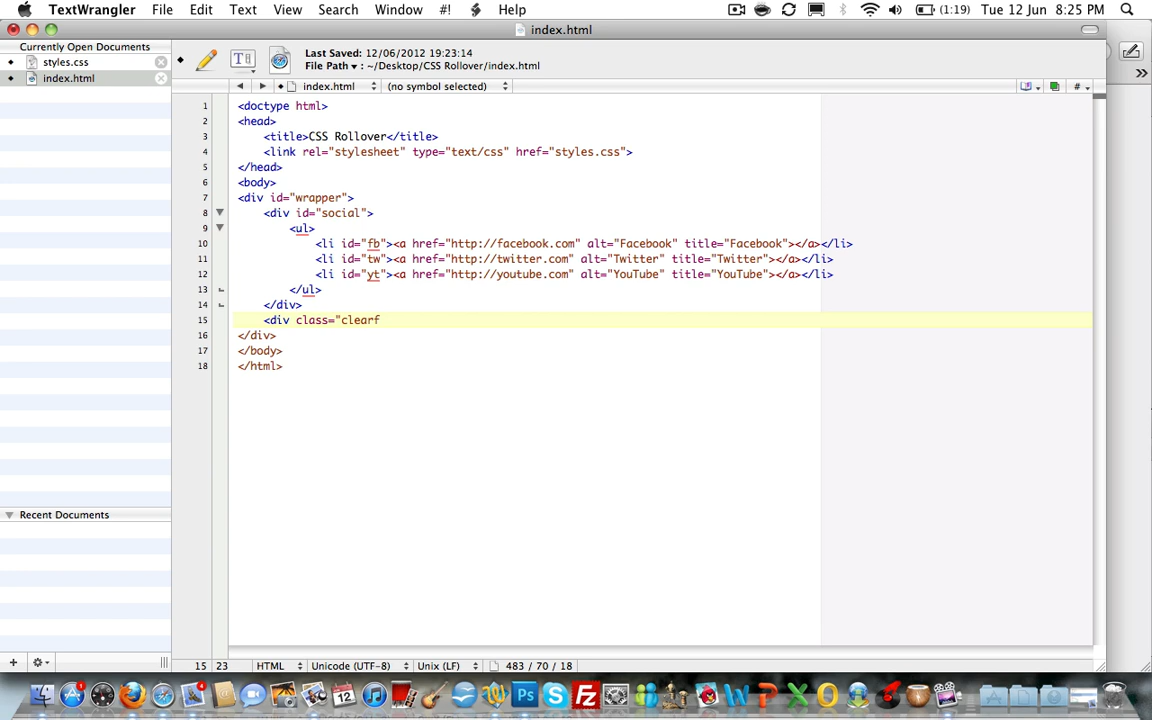 TextWrangler File Edit Text View Search Window #! Help (1:19) Tue 12 Jun 8:25 PM
index.html
Currently Open Documents
styles.css
index.html
Last Saved: 12/06/2012 19:23:14
File Path ▾ : ~/Desktop/CSS Rollover/index.html
index.html (no symbol selected) #
1 <doctype html>
2 <head>
3 <title>CSS Rollover</title>
4 <link rel="stylesheet" type="text/css" href="styles.css">
5 </head>
6 <body>
7 <div id="wrapper">
8 <div id="social">
9 <ul>
10 <li id="fb"><a href="http://facebook.com" alt="Facebook" title="Facebook"></a></li>
11 <li id="tw"><a href="http://twitter.com" alt="Twitter" title="Twitter"></a></li>
12 <li id="yt"><a href="http://youtube.com" alt="YouTube" title="YouTube"></a></li>
13 </ul>
14 </div>
15 <div class="clearf
16 </div>
17 </body>
18 </html>
Recent Documents
15 23 HTML Unicode (UTF-8) Unix (LF) 483 / 70 / 18